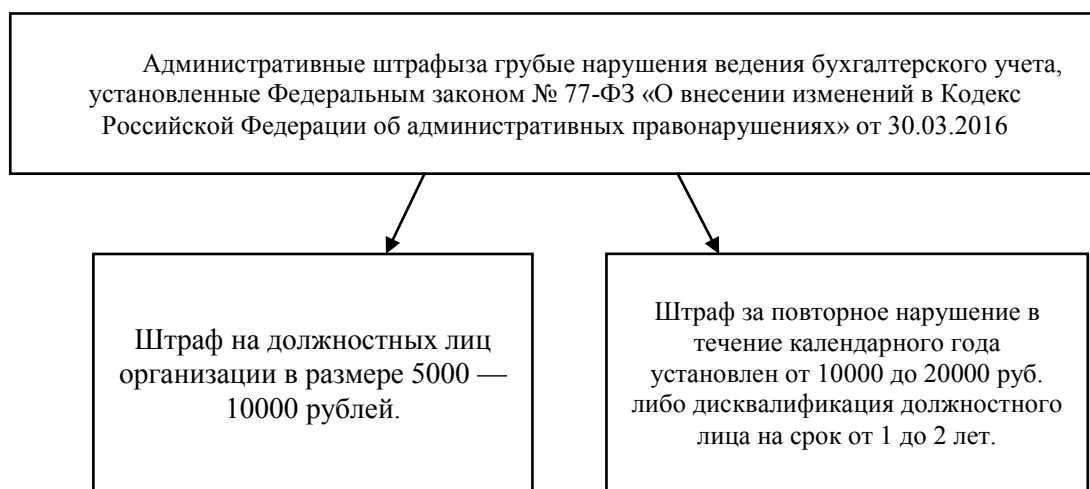 Административные штрафыза грубые нарушения ведения бухгалтерского учета,
установленные Федеральным законом № 77-ФЗ «О внесении изменений в Кодекс
Российской Федерации об административных правонарушениях» от 30.03.2016
Штраф на должностных лиц
организации в размере 5000 —
10000 рублей.
Штраф за повторное нарушение в
течение календарного года
установлен от 10000 до 20000 руб.
либо дисквалификация должностного
лица на срок от 1 до 2 лет.